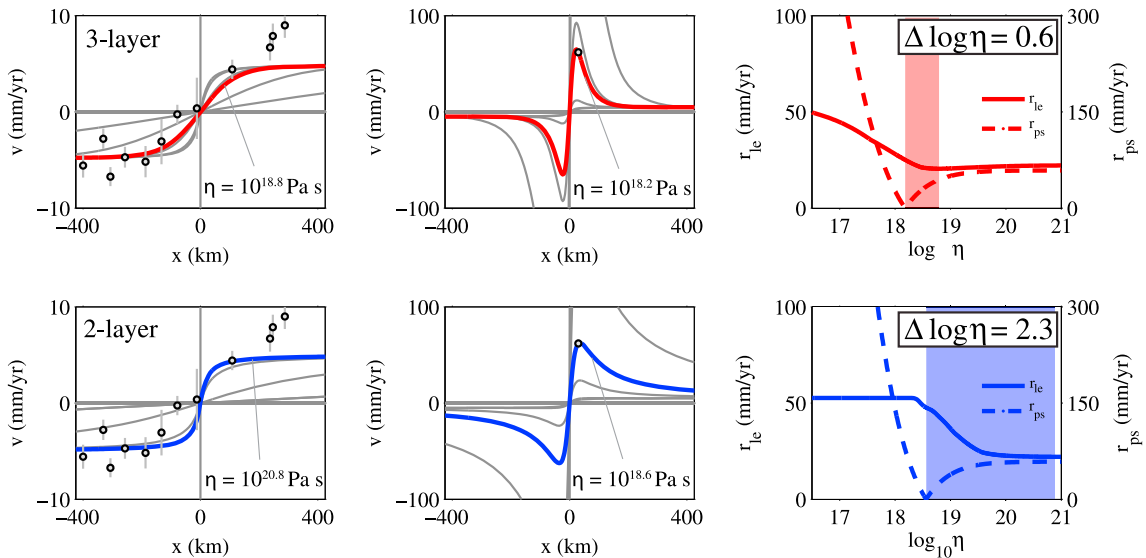 3-layer
v (mm/yr)
10
0
−10
−400
0
400
x (km)
η = 10^18.8 Pa s
v (mm/yr)
100
0
−100
−400
0
400
x (km)
η = 10^18.2 Pa s
Δ log η = 0.6
r_le (mm/yr)
100
50
0
r_le
r_ps
r_ps (mm/yr)
300
150
0
17
18
19
20
21
log η
2-layer
v (mm/yr)
10
0
−10
−400
0
400
x (km)
η = 10^20.8 Pa s
v (mm/yr)
100
0
−100
−400
0
400
x (km)
η = 10^18.6 Pa s
Δ log η = 2.3
r_le (mm/yr)
100
50
0
r_le
r_ps
r_ps (mm/yr)
300
150
0
17
18
19
20
21
log_10 η